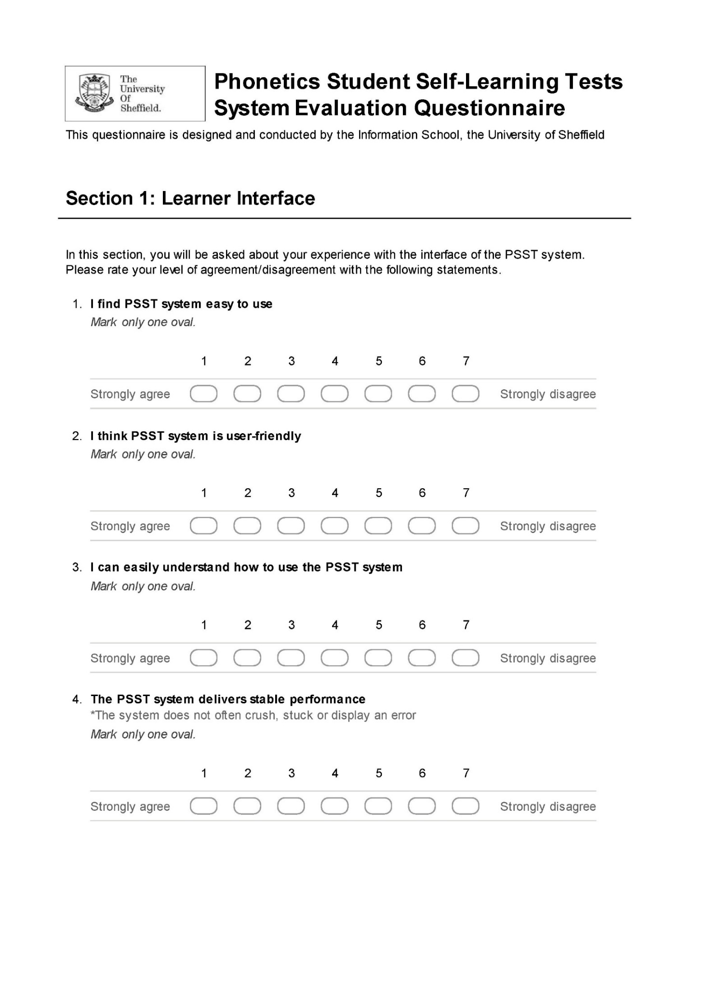 The
University
Of
Sheffield.
Phonetics Student Self-Learning Tests
System Evaluation Questionnaire
This questionnaire is designed and conducted by the Information School, the University of Sheffield
Section 1: Learner Interface
In this section, you will be asked about your experience with the interface of the PSST system.
Please rate your level of agreement/disagreement with the following statements.
1. I find PSST system easy to use
Mark only one oval.
1 2 3 4 5 6 7
Strongly agree Strongly disagree
2. I think PSST system is user-friendly
Mark only one oval.
1 2 3 4 5 6 7
Strongly agree Strongly disagree
3. I can easily understand how to use the PSST system
Mark only one oval.
1 2 3 4 5 6 7
Strongly agree Strongly disagree
4. The PSST system delivers stable performance
*The system does not often crush, stuck or display an error
Mark only one oval.
1 2 3 4 5 6 7
Strongly agree Strongly disagree